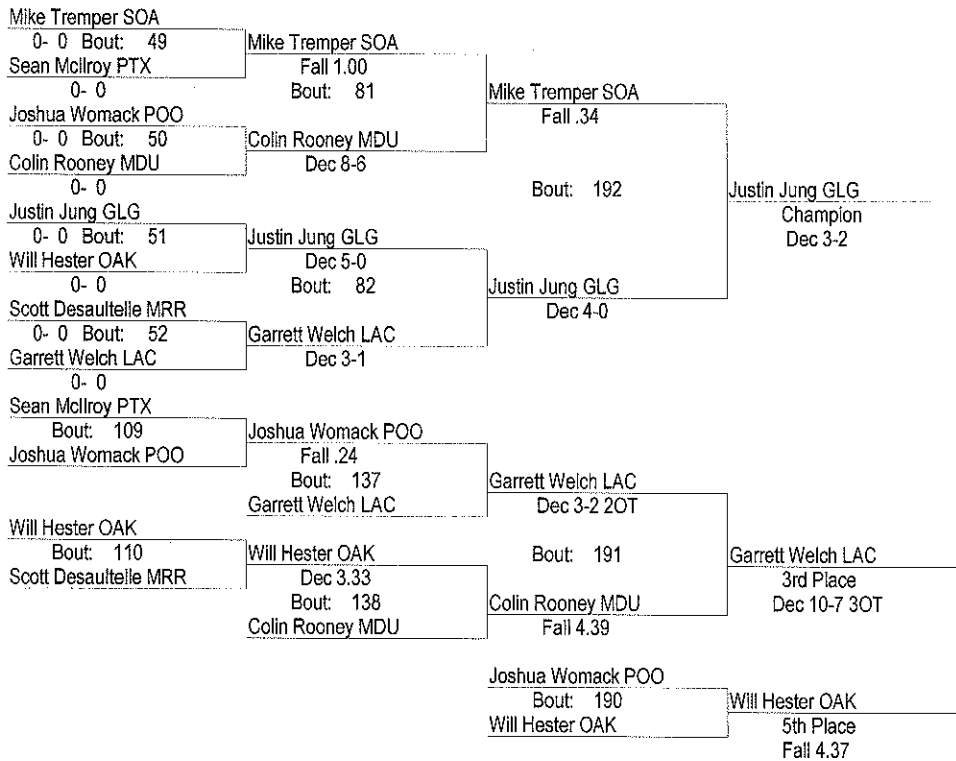 Mike Tremper SOA
0- 0 Bout: 49
Sean McIlroy PTX
0- 0
Joshua Womack POO
0- 0 Bout: 50
Colin Rooney MDU
0- 0
Justin Jung GLG
0- 0 Bout: 51
Will Hester OAK
0- 0
Scott Desaultelle MRR
0- 0 Bout: 52
Garrett Welch LAC
0- 0
Mike Tremper SOA
Fall 1.00
Bout: 81
Colin Rooney MDU
Dec 8-6
Justin Jung GLG
Dec 5-0
Bout: 82
Garrett Welch LAC
Dec 3-1
Mike Tremper SOA
Fall .34
Bout: 192
Justin Jung GLG
Dec 4-0
Justin Jung GLG
Champion
Dec 3-2
Sean McIlroy PTX
Bout: 109
Joshua Womack POO
Will Hester OAK
Bout: 110
Scott Desaultelle MRR
Joshua Womack POO
Fall .24
Bout: 137
Garrett Welch LAC
Will Hester OAK
Dec 3.33
Bout: 138
Colin Rooney MDU
Garrett Welch LAC
Dec 3-2 2OT
Bout: 191
Colin Rooney MDU
Fall 4.39
Garrett Welch LAC
3rd Place
Dec 10-7 3OT
Joshua Womack POO
Bout: 190
Will Hester OAK
Will Hester OAK
5th Place
Fall 4.37